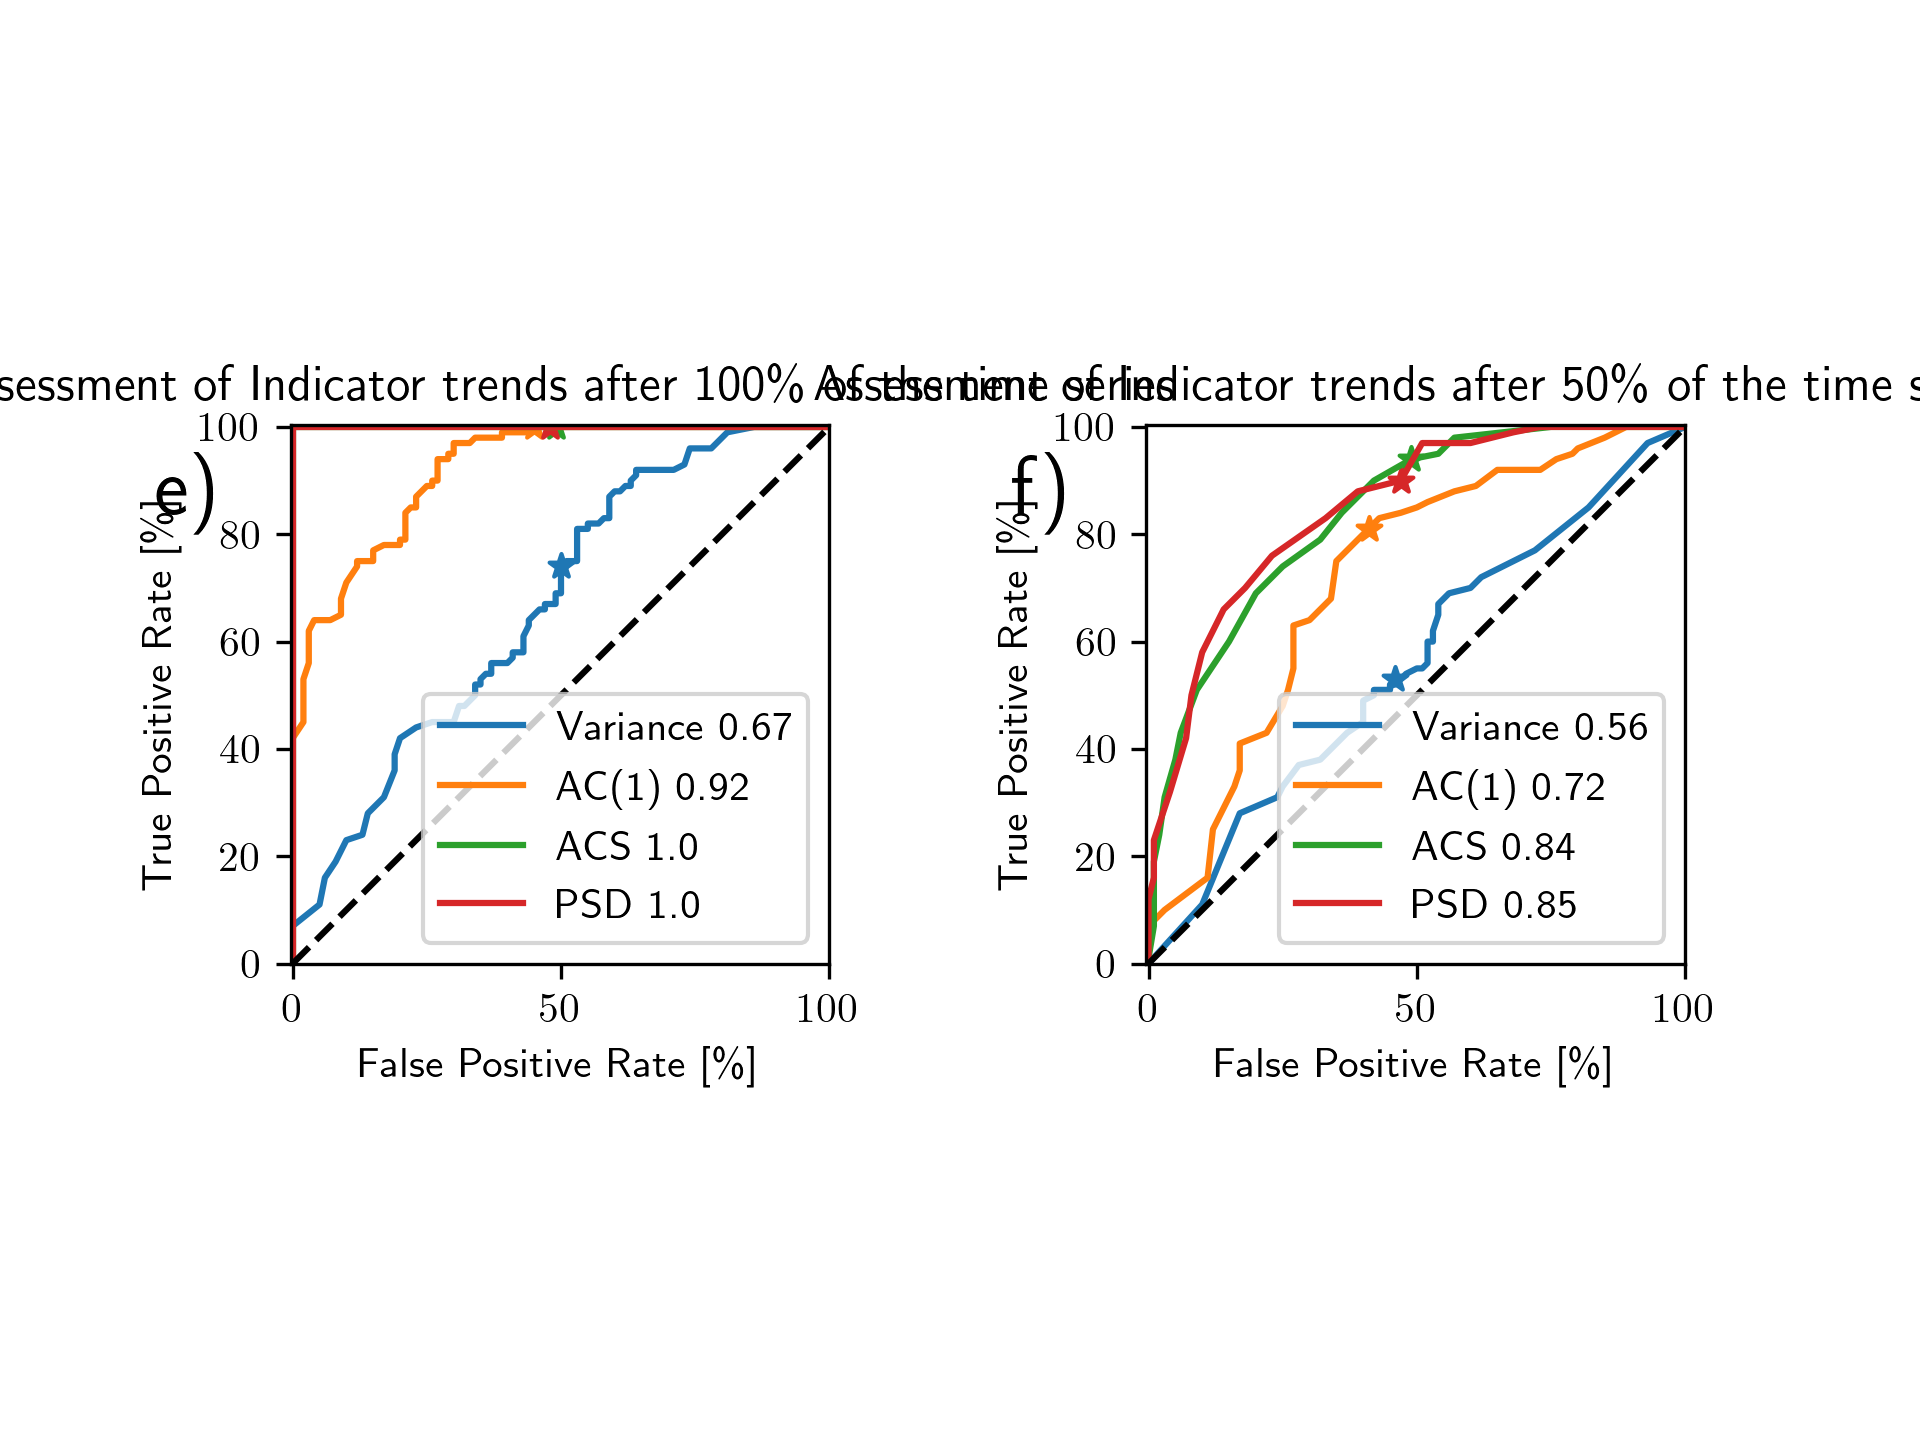 sessment of Indicator trends after 100% of the time series
Assessment of Indicator trends after 50% of the time s
e)
True Positive Rate [%]
100
80
60
40
20
0
Variance 0.67
AC(1) 0.92
ACS 1.0
PSD 1.0
0 50 100
False Positive Rate [%]
f)
True Positive Rate [%]
100
80
60
40
20
0
Variance 0.56
AC(1) 0.72
ACS 0.84
PSD 0.85
0 50 100
False Positive Rate [%]